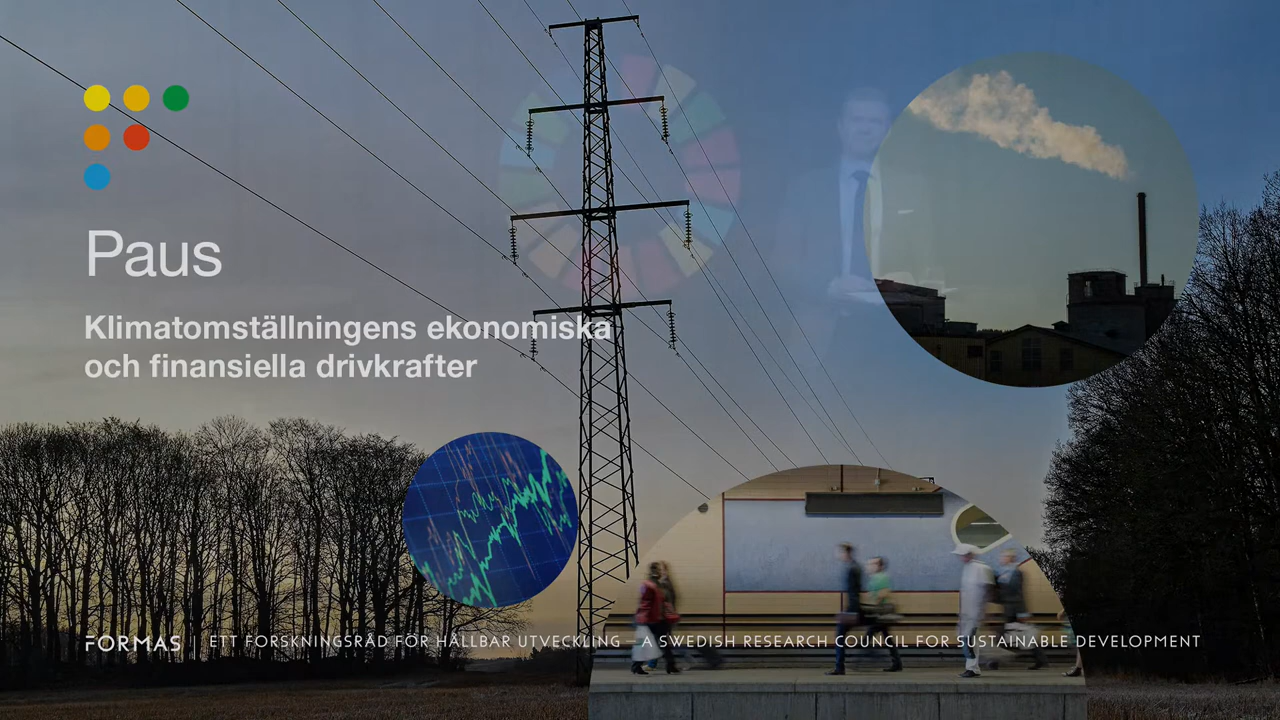 Paus
Klimatomställningens ekonomiska
och finansiella drivkrafter
FORMAS | ETT FORSKNINGSRÅD FÖR HÅLLBAR UTVECKLING – A SWEDISH RESEARCH COUNCIL FOR SUSTAINABLE DEVELOPMENT